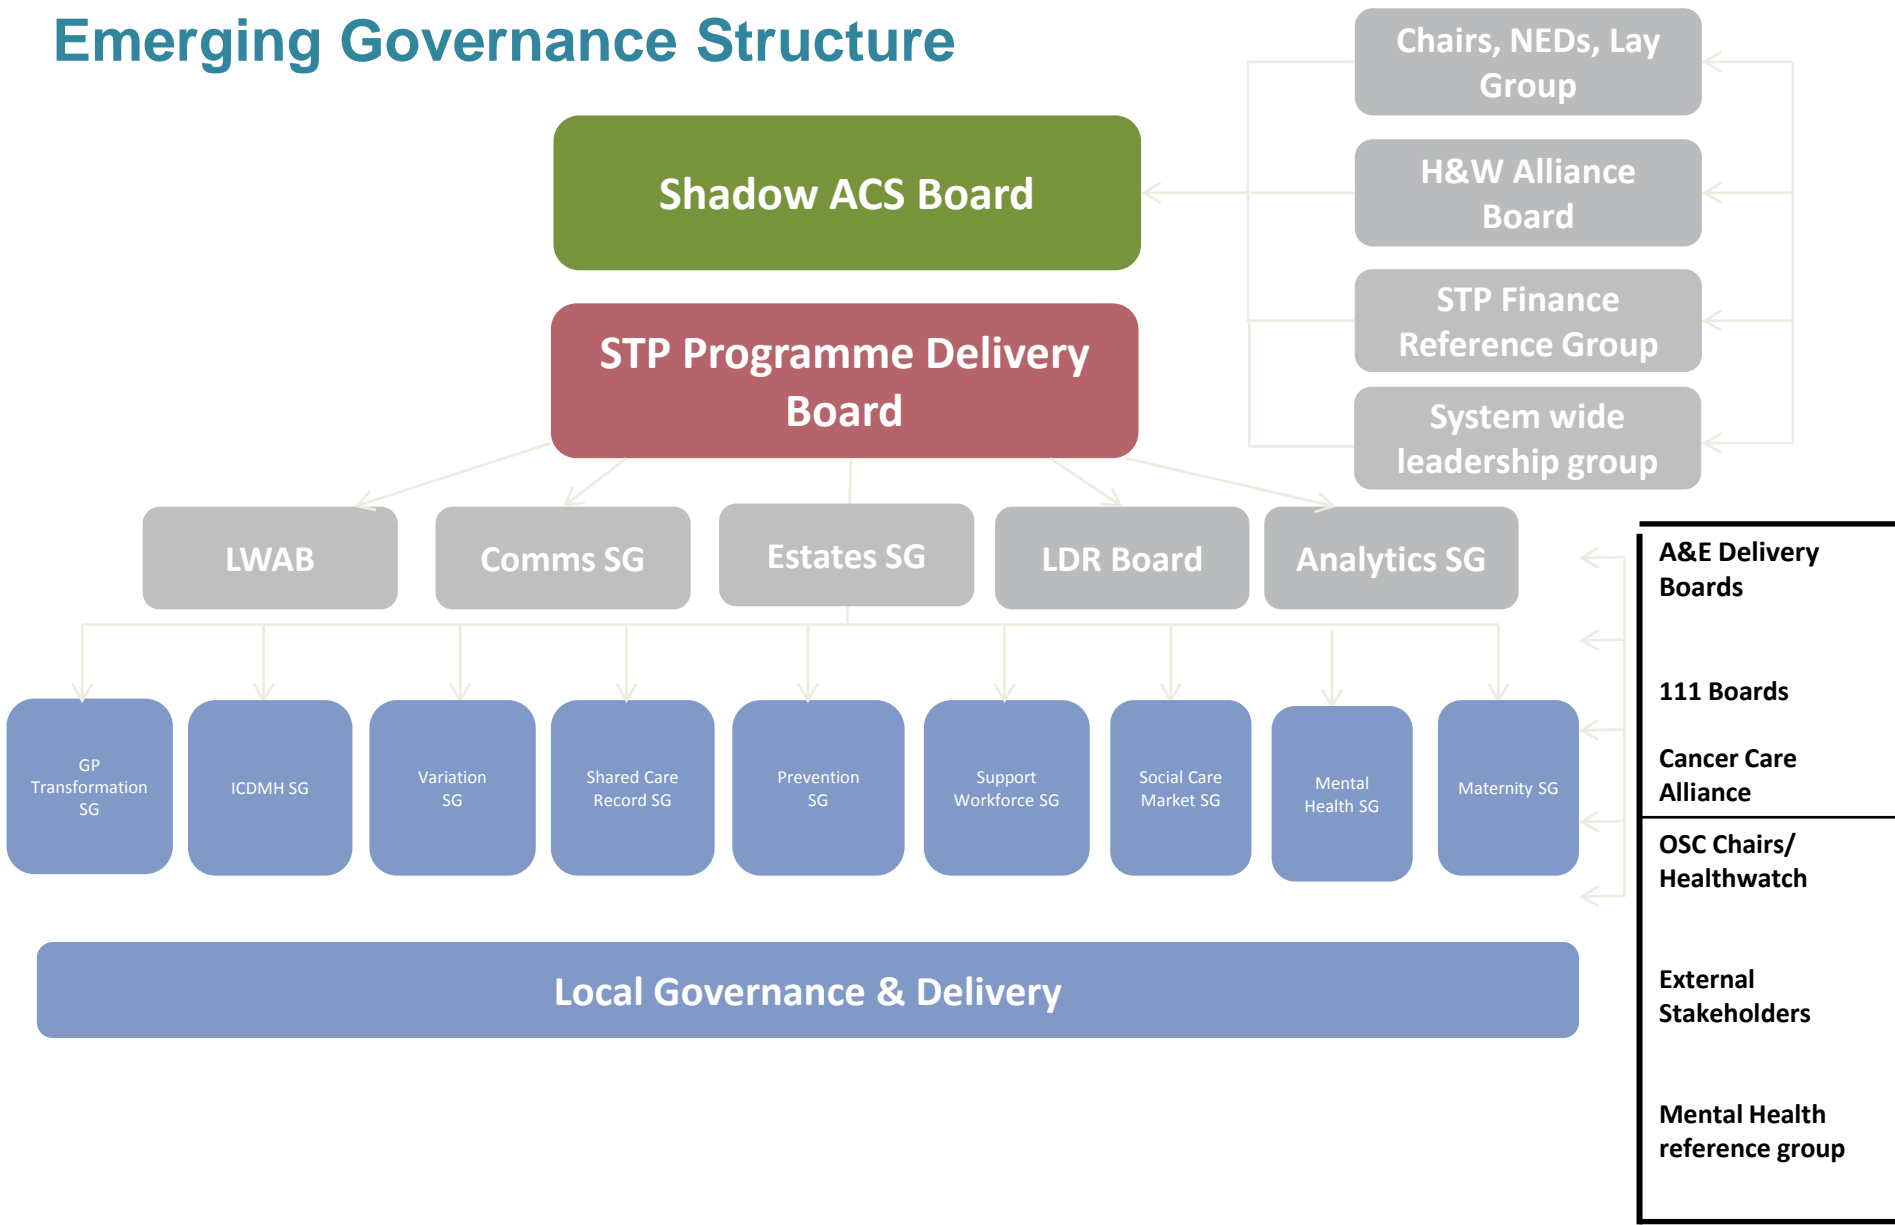 Emerging Governance Structure
Chairs, NEDs, Lay
Group
Shadow ACS Board
H&W Alliance
Board
STP Programme Delivery
Board
STP Finance
Reference Group
System wide
leadership group
LWAB
Comms SG
Estates SG
LDR Board
Analytics SG
GP
Transformation
SG
ICDMH SG
Variation
SG
Shared Care
Record SG
Prevention
SG
Support
Workforce SG
Social Care
Market SG
Mental
Health SG
Maternity SG
Local Governance & Delivery
A&E Delivery
Boards
111 Boards
Cancer Care
Alliance
OSC Chairs/
Healthwatch
External
Stakeholders
Mental Health
reference group